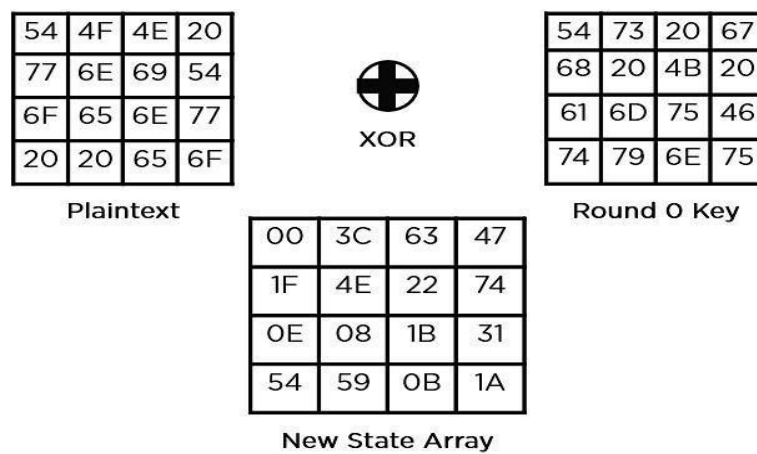 54 4F 4E 20
77 6E 69 54
6F 65 6E 77
20 20 65 6F
Plaintext
XOR
54 73 20 67
68 20 4B 20
61 6D 75 46
74 79 6E 75
Round 0 Key
00 3C 63 47
1F 4E 22 74
0E 08 1B 31
54 59 0B 1A
New State Array